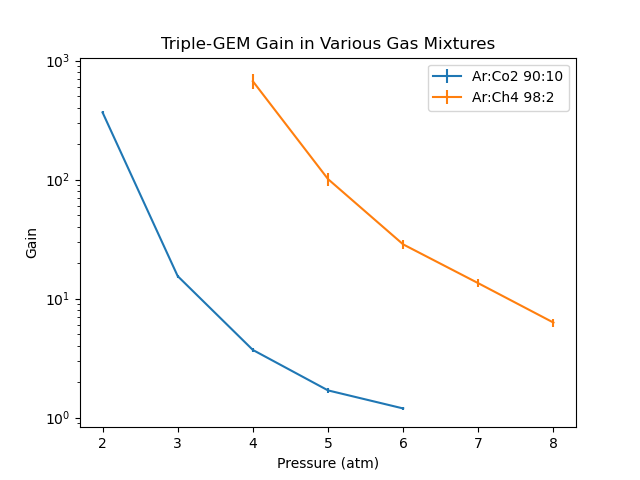 Triple-GEM Gain in Various Gas Mixtures
Ar:Co2 90:10
Ar:Ch4 98:2
10³
10²
10¹
10⁰
Gain
2 3 4 5 6 7 8
Pressure (atm)